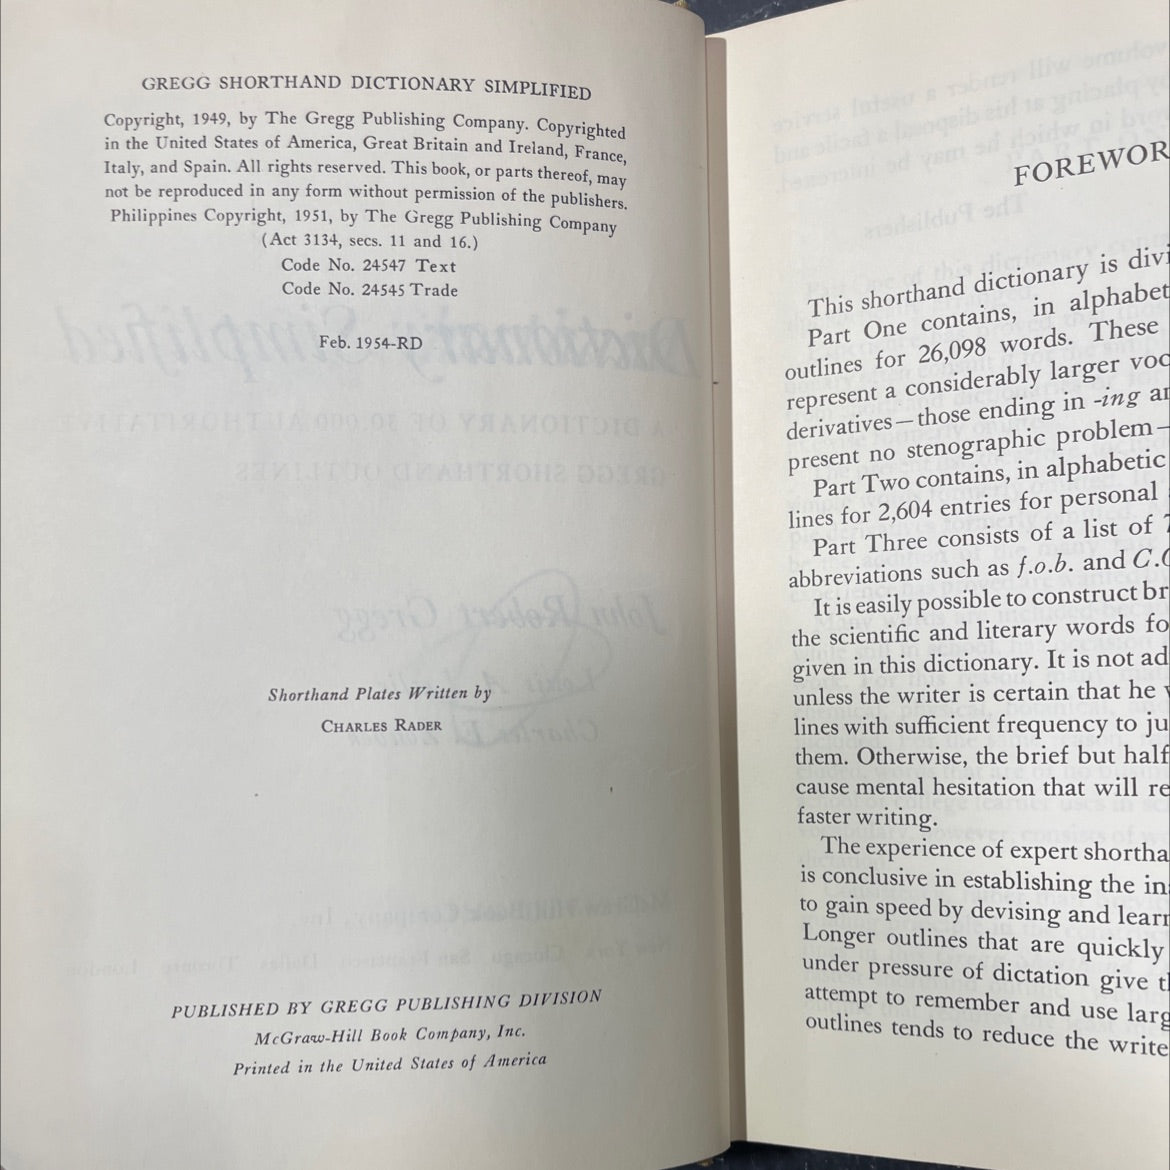 GREGG SHORTHAND DICTIONARY SIMPLIFIED
Copyright, 1949, by The Gregg Publishing Company. Copyrighted
in the United States of America, Great Britain and Ireland, France,
Italy, and Spain. All rights reserved. This book, or parts thereof, may
not be reproduced in any form without permission of the publishers.
Philippines Copyright, 1951, by The Gregg Publishing Company
(Act 3134, secs. 11 and 16.)
Code No. 24547 Text
Code No. 24545 Trade
Feb. 1954-RD
Shorthand Plates Written by
CHARLES RADER
PUBLISHED BY GREGG PUBLISHING DIVISION
McGraw-Hill Book Company, Inc.
Printed in the United States of America
FOREWOR
This shorthand dictionary is divi
Part One contains, in alphabet
outlines for 26,098 words. These
represent a considerably larger voc
derivatives—those ending in -ing ar
present no stenographic problem—
Part Two contains, in alphabetic
lines for 2,604 entries for personal
Part Three consists of a list of
abbreviations such as f.o.b. and C.
It is easily possible to construct br
the scientific and literary words fo
given in this dictionary. It is not ad
unless the writer is certain that he
lines with sufficient frequency to ju
them. Otherwise, the brief but half
cause mental hesitation that will re
faster writing.
The experience of expert shortha
is conclusive in establishing the in
to gain speed by devising and learn
Longer outlines that are quickly
under pressure of dictation give t
attempt to remember and use larg
outlines tends to reduce the write